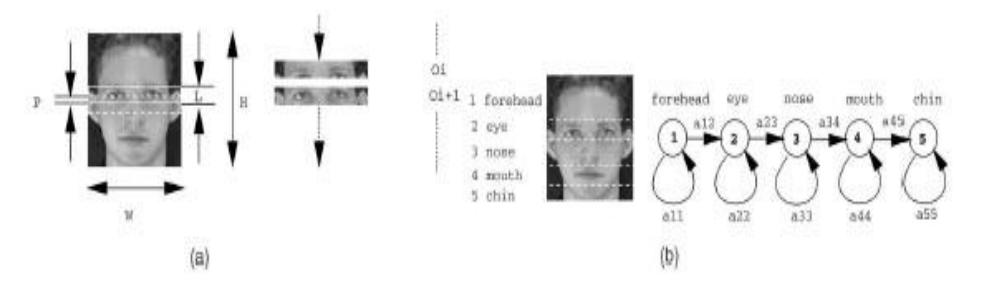 P
L
H
W
(a)
Oi
Oi+1
1 forehead
2 eye
3 nose
4 mouth
5 chin
forehead eye nose mouth chin
a12 a23 a34 a45
1 2 3 4 5
a11 a22 a33 a44 a55
(b)